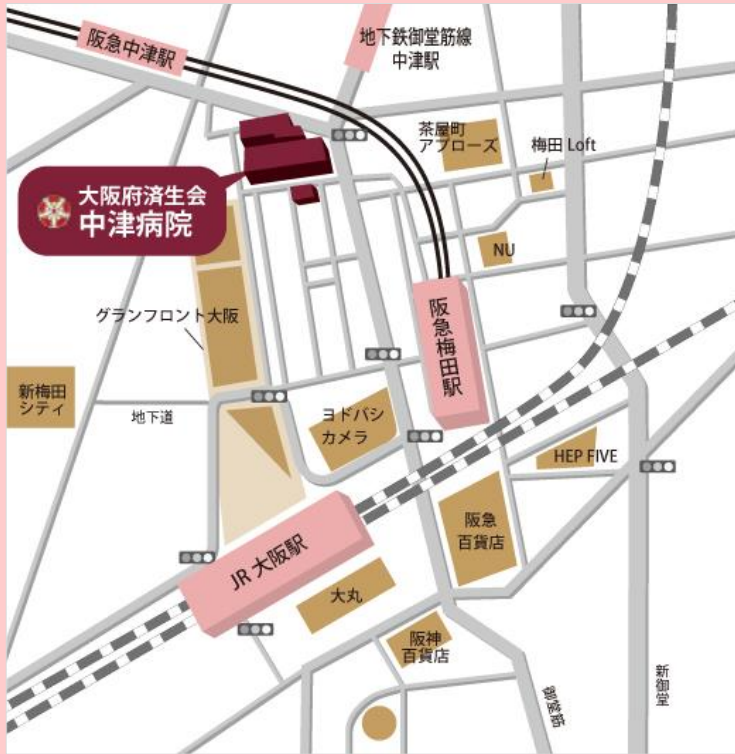 阪急中津駅
地下鉄御堂筋線
中津駅
茶屋町
アプローズ
梅田 Loft
大阪府済生会
中津病院
NU
グランフロント大阪
阪急梅田駅
新梅田
シティ
地下道
ヨドバシ
カメラ
HEP FIVE
阪急
百貨店
JR 大阪駅
大丸
阪神
百貨店
御堂筋
新御堂